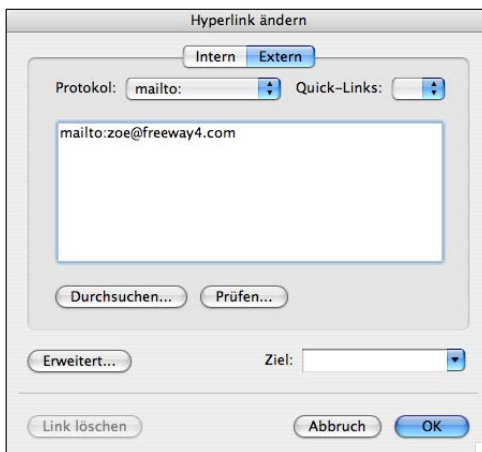 Hyperlink ändern
Intern Extern
Protokol: mailto: Quick-Links:
mailto:zoe@freeway4.com
Durchsuchen... Prüfen...
Erweitert... Ziel:
Link löschen Abbruch OK